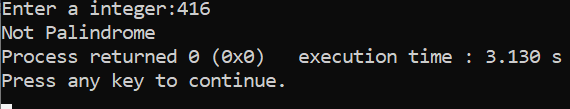 Enter a integer:416
Not Palindrome
Process returned 0 (0x0)   execution time : 3.130 s
Press any key to continue.